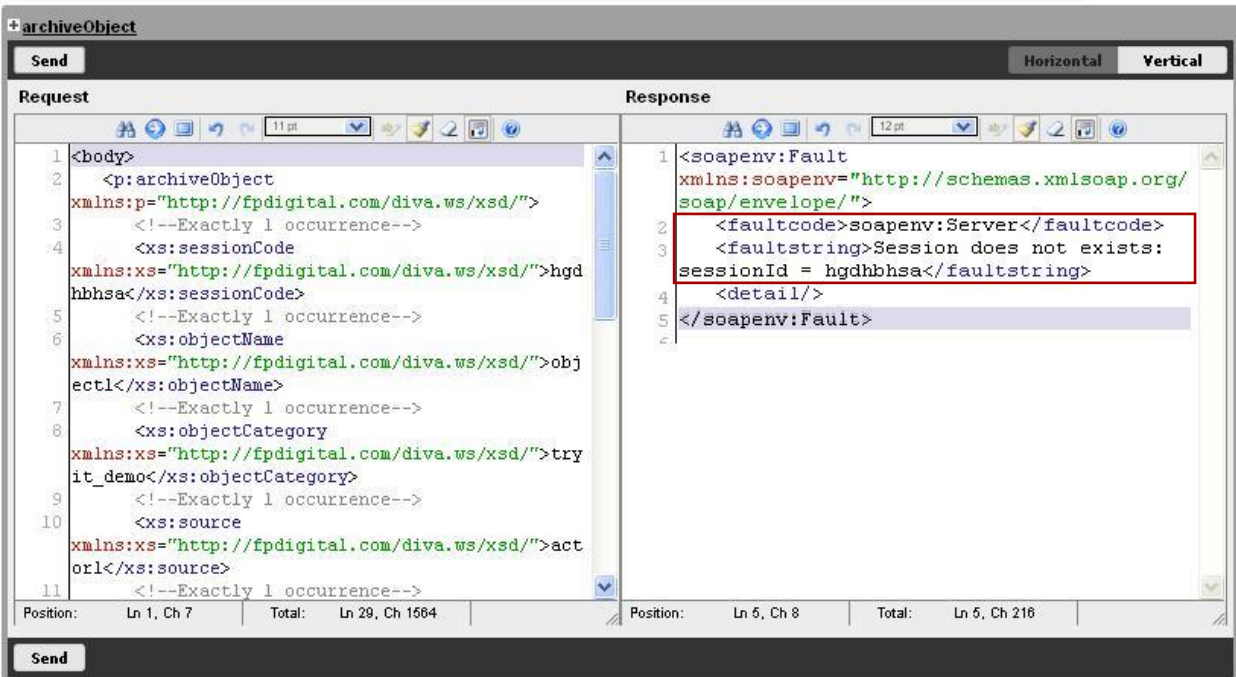 + archiveObject
Send
Horizontal Vertical
Request
11 pt
1 <body>
2 <p:archiveObject
xmlns:p="http://fpdigital.com/diva.ws/xsd/">
3 <!--Exactly 1 occurrence-->
4 <xs:sessionCode
xmlns:xs="http://fpdigital.com/diva.ws/xsd/">hgd
hbhsa</xs:sessionCode>
5 <!--Exactly 1 occurrence-->
6 <xs:objectName
xmlns:xs="http://fpdigital.com/diva.ws/xsd/">obj
ect1</xs:objectName>
7 <!--Exactly 1 occurrence-->
8 <xs:objectCategory
xmlns:xs="http://fpdigital.com/diva.ws/xsd/">try
it_demo</xs:objectCategory>
9 <!--Exactly 1 occurrence-->
10 <xs:source
xmlns:xs="http://fpdigital.com/diva.ws/xsd/">act
or1</xs:source>
11 <!--Exactly 1 occurrence-->
Position: Ln 1, Ch 7 Total: Ln 29, Ch 1564
Response
12 pt
1 <soapenv:Fault
xmlns:soapenv="http://schemas.xmlsoap.org/
soap/envelope/">
2 <faultcode>soapenv:Server</faultcode>
3 <faultstring>Session does not exists:
sessionId = hgdhbhsa</faultstring>
4 <detail/>
5 </soapenv:Fault>
Position: Ln 5, Ch 8 Total: Ln 5, Ch 216
Send